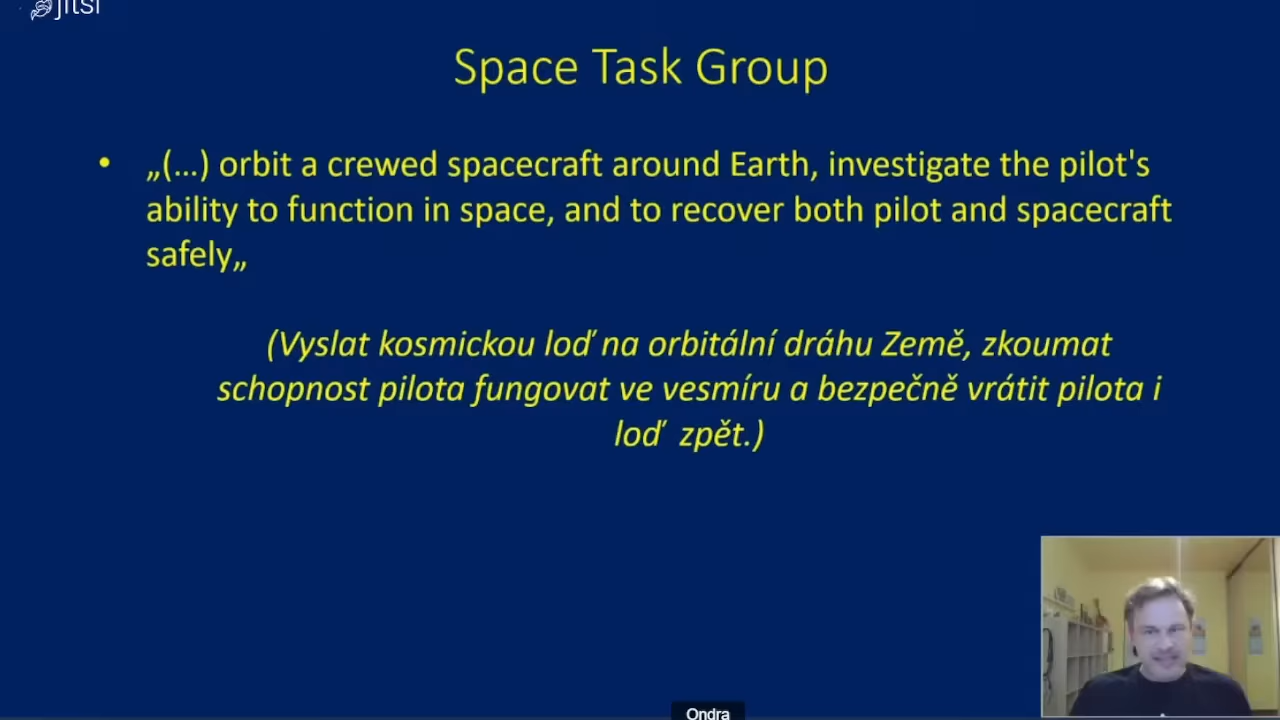 jitsi
Space Task Group
• „(...) orbit a crewed spacecraft around Earth, investigate the pilot's
ability to function in space, and to recover both pilot and spacecraft
safely„
(Vyslat kosmickou loď na orbitální dráhu Země, zkoumat
schopnost pilota fungovat ve vesmíru a bezpečně vrátit pilota i
loď zpět.)
Ondra